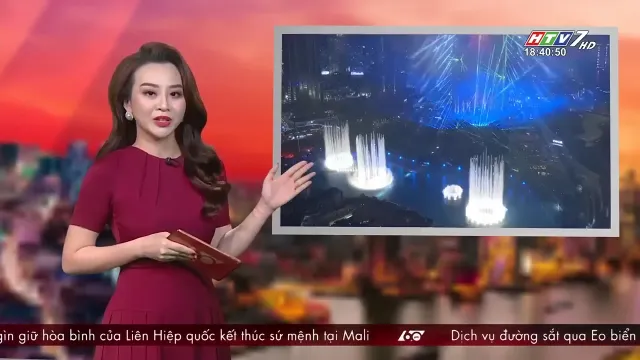 HTV7 HD
18:40:50
gìn giữ hòa bình của Liên Hiệp quốc kết thúc sứ mệnh tại Mali 60 Dịch vụ đường sắt qua Eo biển